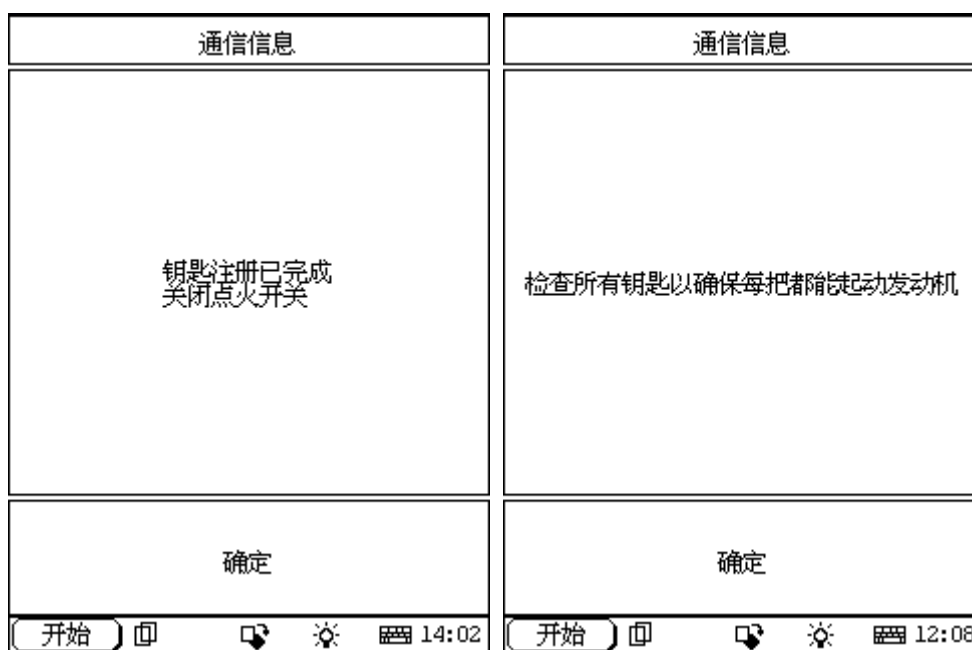 通信信息
钥匙注册已完成
关闭点火开关
确定
开始 14:02
通信信息
检查所有钥匙以确保每把都能起动发动机
确定
开始 12:08